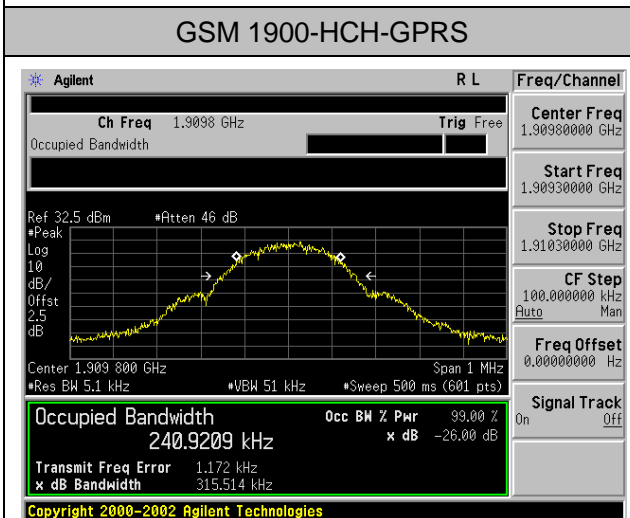 GSM 1900-HCH-GPRS
Agilent R L Freq/Channel
Ch Freq 1.9098 GHz Trig Free
Occupied Bandwidth
Center Freq
1.90980000 GHz
Start Freq
1.90930000 GHz
Stop Freq
1.91030000 GHz
CF Step
100.000000 kHz
Auto Man
Freq Offset
0.00000000 Hz
Signal Track
On Off
Ref 32.5 dBm #Atten 46 dB
#Peak
Log
10
dB/
Offst
2.5
dB
Center 1.909 800 GHz Span 1 MHz
#Res BW 5.1 kHz #VBW 51 kHz #Sweep 500 ms (601 pts)
Occupied Bandwidth Occ BW % Pwr 99.00 %
240.9209 kHz x dB -26.00 dB
Transmit Freq Error 1.172 kHz
x dB Bandwidth 315.514 kHz
Copyright 2000-2002 Agilent Technologies